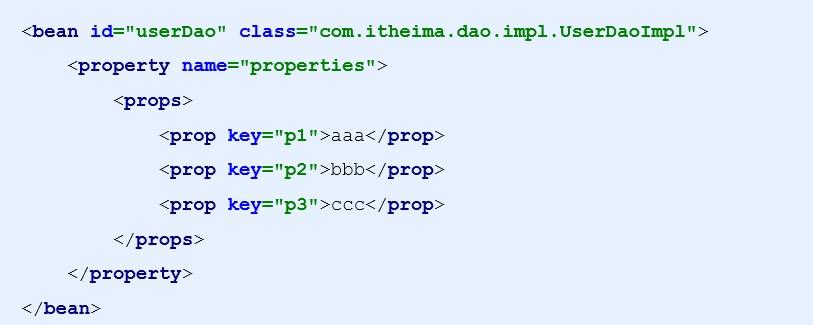 <bean id="userDao" class="com.itheima.dao.impl.UserDaoImpl">
    <property name="properties">
        <props>
            <prop key="p1">aaa</prop>
            <prop key="p2">bbb</prop>
            <prop key="p3">ccc</prop>
        </props>
    </property>
</bean>